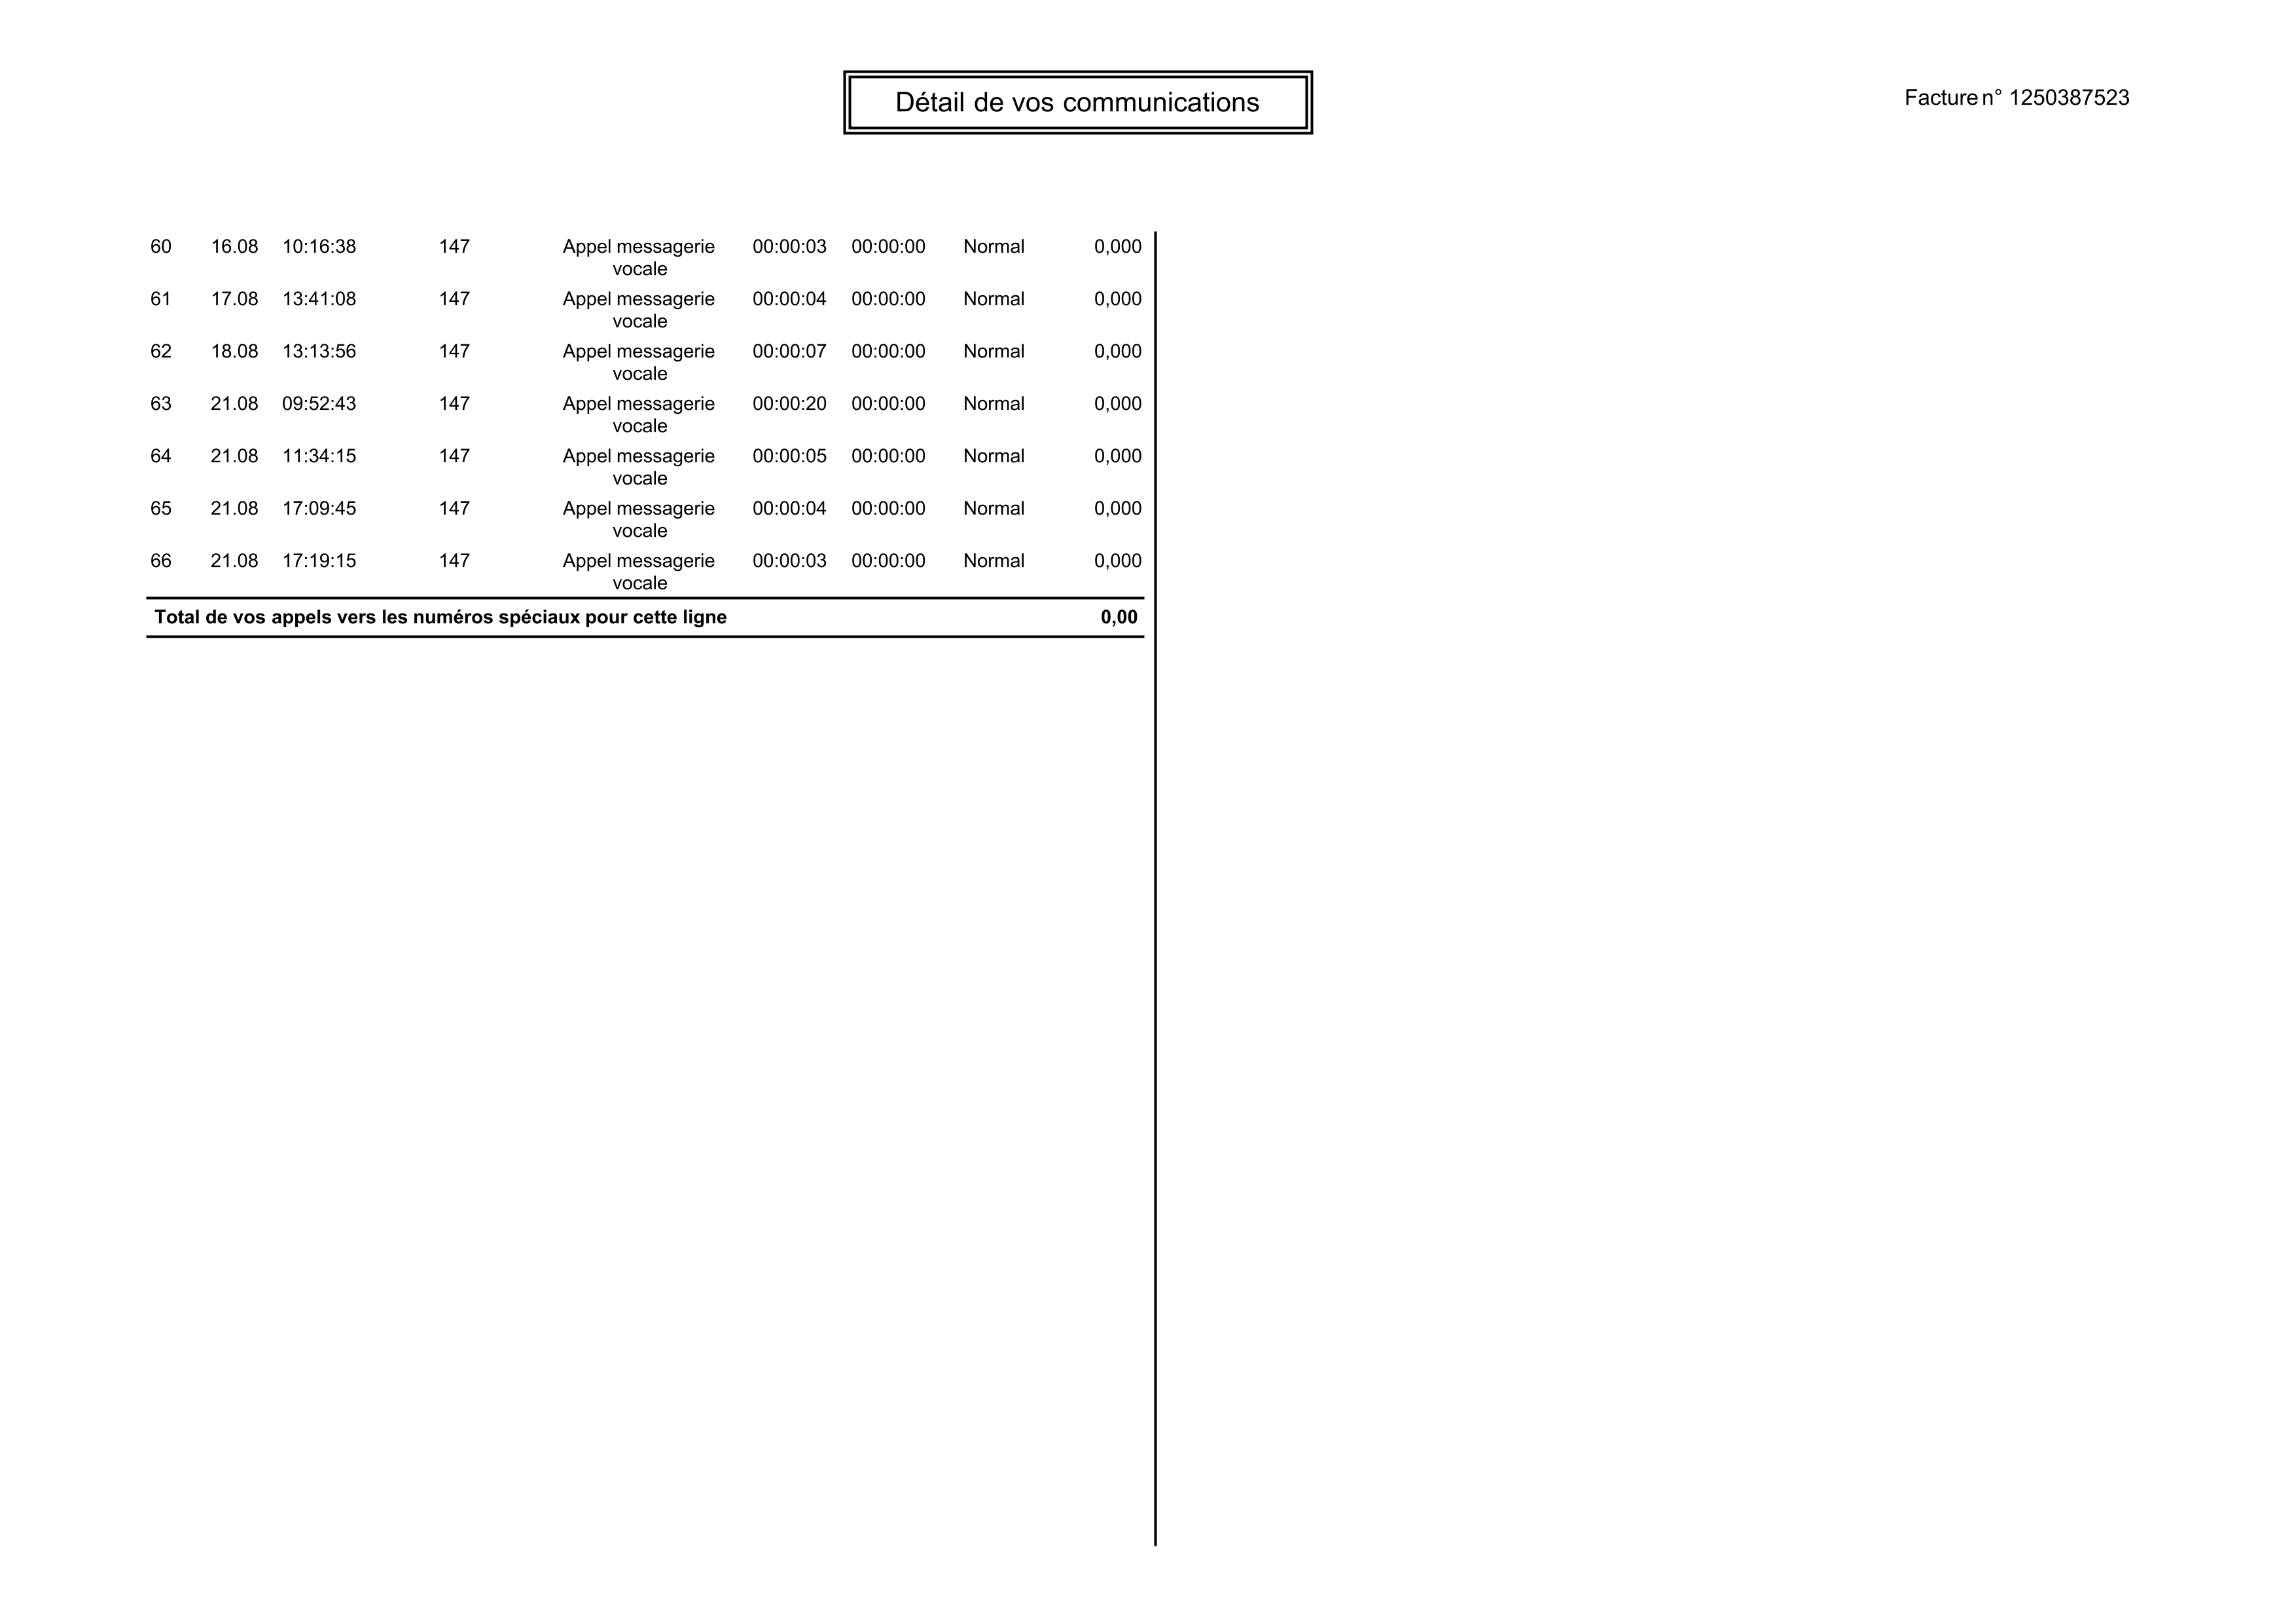 Détail de vos communications
Facture n° 1250387523
60 16.08 10:16:38 147 Appel messagerie 00:00:03 00:00:00 Normal 0,000
vocale
61 17.08 13:41:08 147 Appel messagerie 00:00:04 00:00:00 Normal 0,000
vocale
62 18.08 13:13:56 147 Appel messagerie 00:00:07 00:00:00 Normal 0,000
vocale
63 21.08 09:52:43 147 Appel messagerie 00:00:20 00:00:00 Normal 0,000
vocale
64 21.08 11:34:15 147 Appel messagerie 00:00:05 00:00:00 Normal 0,000
vocale
65 21.08 17:09:45 147 Appel messagerie 00:00:04 00:00:00 Normal 0,000
vocale
66 21.08 17:19:15 147 Appel messagerie 00:00:03 00:00:00 Normal 0,000
vocale
Total de vos appels vers les numéros spéciaux pour cette ligne 0,00